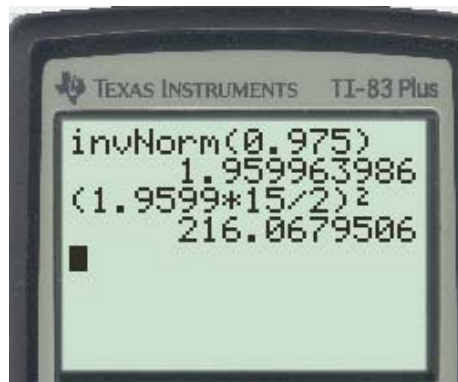 TEXAS INSTRUMENTS TI-83 Plus
invNorm(0.975)
1.959963986
(1.9599*15/2)²
216.0679506